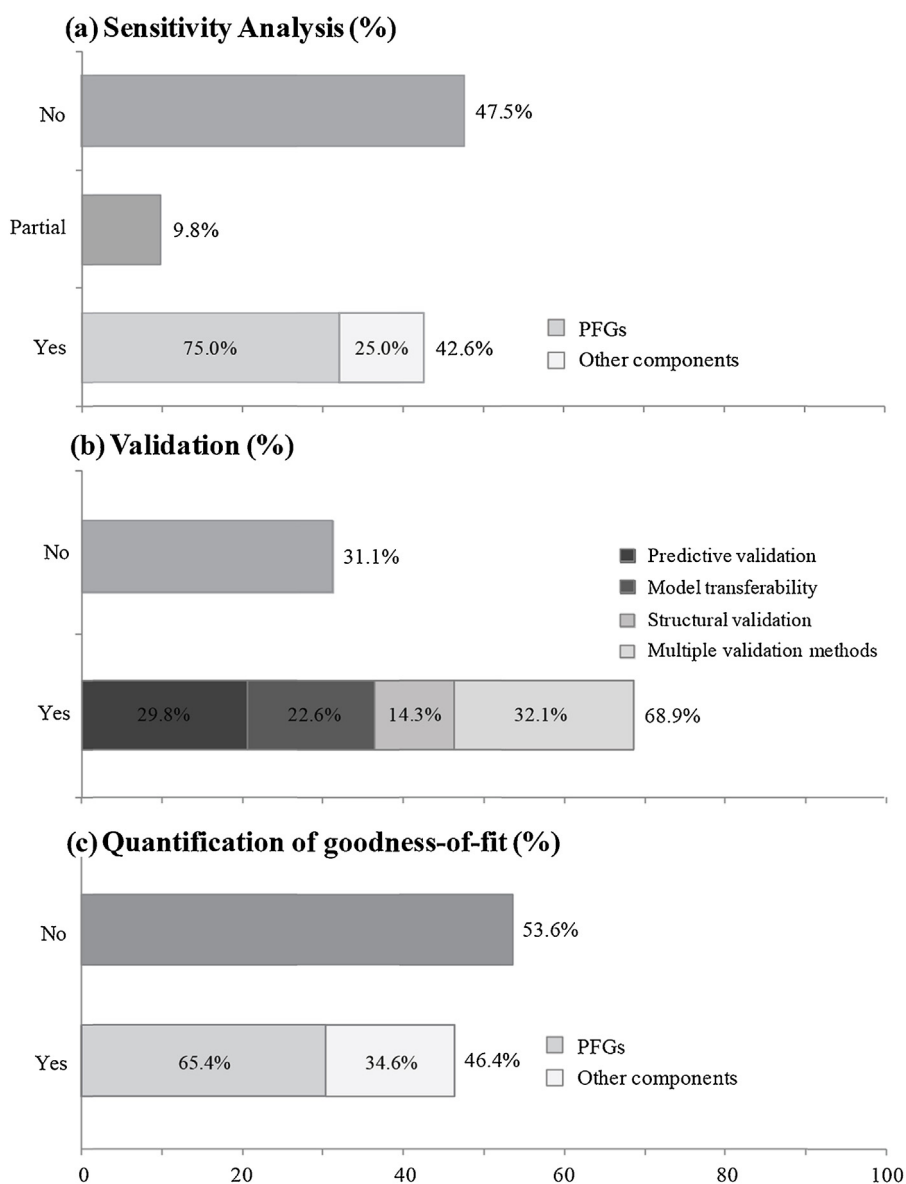 (a) Sensitivity Analysis (%)
No
47.5%
Partial
9.8%
Yes
75.0%
25.0%
42.6%
PFGs
Other components
(b) Validation (%)
No
31.1%
Predictive validation
Model transferability
Structural validation
Multiple validation methods
Yes
29.8%
22.6%
14.3%
32.1%
68.9%
(c) Quantification of goodness-of-fit (%)
No
53.6%
Yes
65.4%
34.6%
46.4%
PFGs
Other components
0
20
40
60
80
100